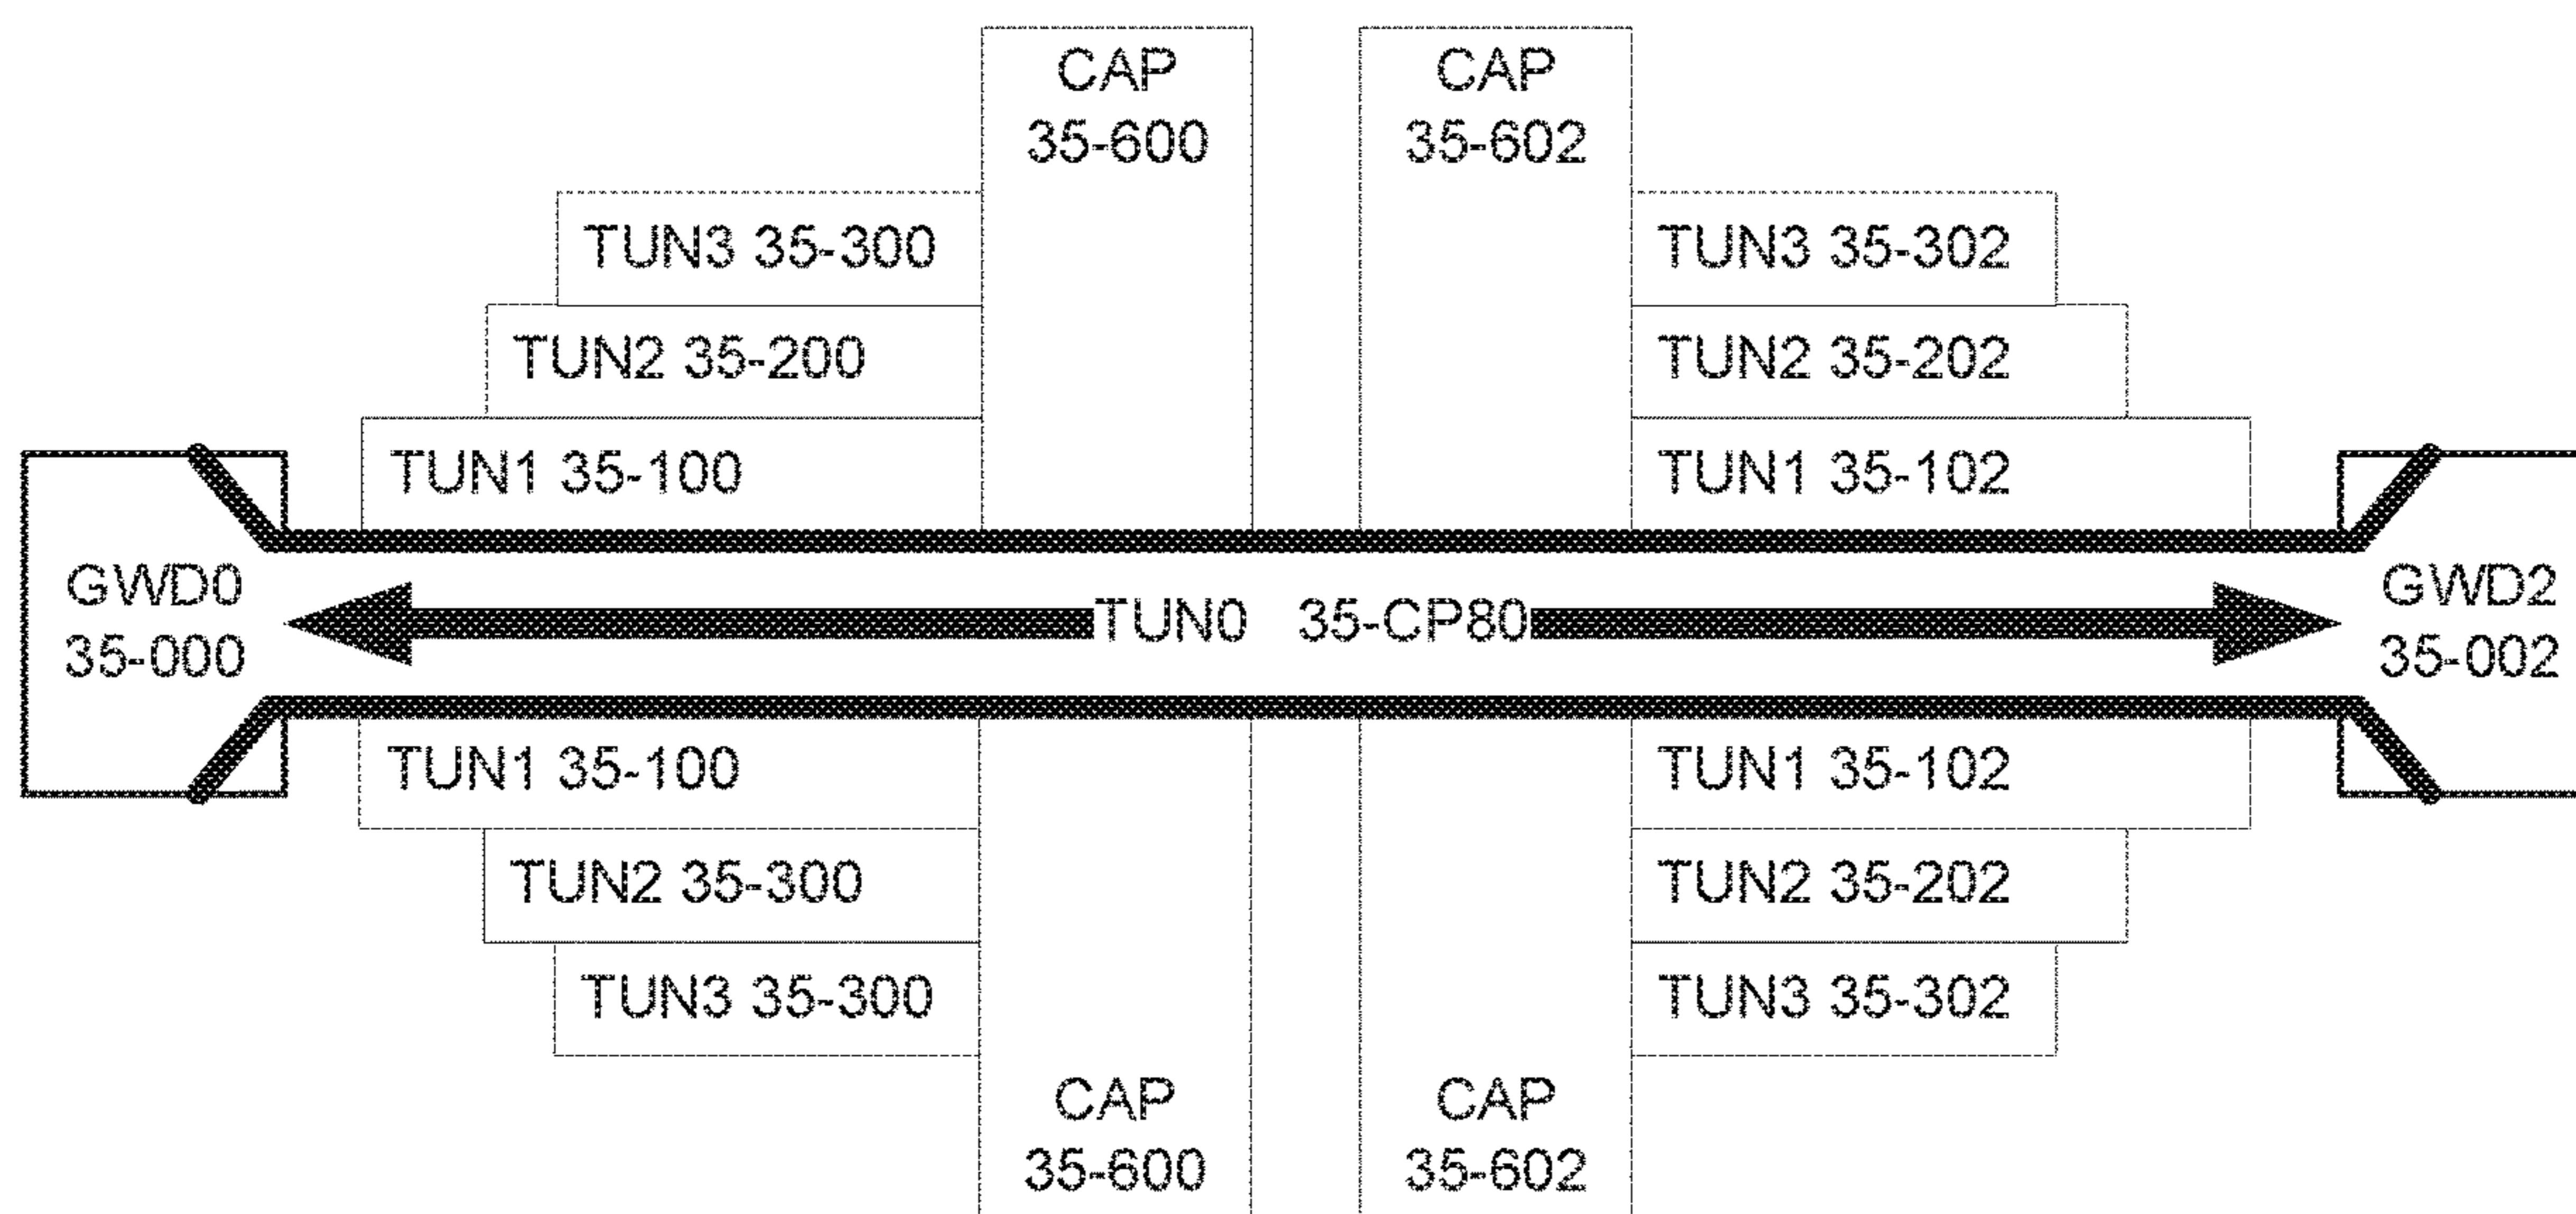 CAP
35-600
CAP
35-602
TUN3 35-300
TUN3 35-302
TUN2 35-200
TUN2 35-202
TUN1 35-100
TUN1 35-102
GWD0
35-000
TUN0 35-CP80
GWD2
35-002
TUN1 35-100
TUN1 35-102
TUN2 35-300
TUN2 35-202
TUN3 35-300
TUN3 35-302
CAP
35-600
CAP
35-602